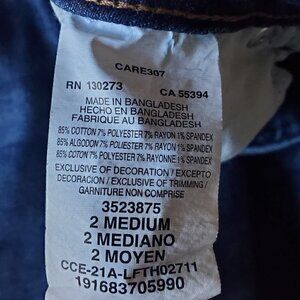 CARE307
RN 130273 CA 55394
MADE IN BANGLADESH
HECHO EN BANGLADESH
FABRIQUE AU BANGLADESH
85% COTTON 7% POLYESTER 7% RAYON 1% SPANDEX
85% ALGODON 7% POLIESTER 7% RAYON 1% SPANDEX
85% COTON 7% POLYESTER 7% RAYONNE 1% SPANDEX
EXCLUSIVE OF DECORATION / EXCEPTO
DECORACION / EXCLUSIF OF TRIMMING /
GARNITURE NON COMPRISE
3523875
2 MEDIUM
2 MEDIANO
2 MOYEN
CCE-21A-LFTH02711
191683705990